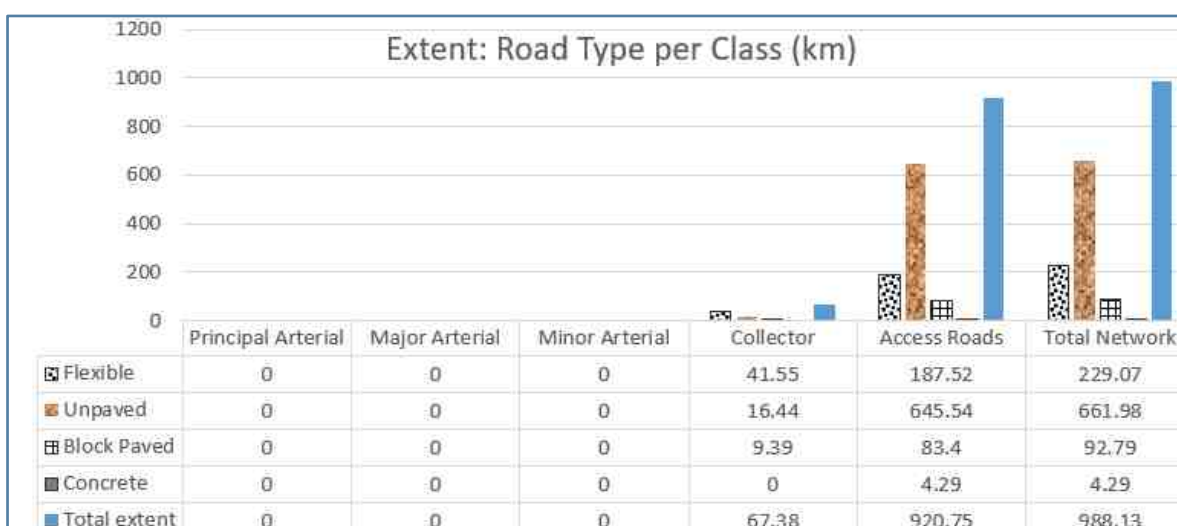 Extent: Road Type per Class (km)
1200
1000
800
600
400
200
0
Principal Arterial Major Arterial Minor Arterial Collector Access Roads Total Network
Flexible 0 0 0 41.55 187.52 229.07
Unpaved 0 0 0 16.44 645.54 661.98
Block Paved 0 0 0 9.39 83.4 92.79
Concrete 0 0 0 0 4.29 4.29
Total extent 0 0 0 67.38 920.75 988.13